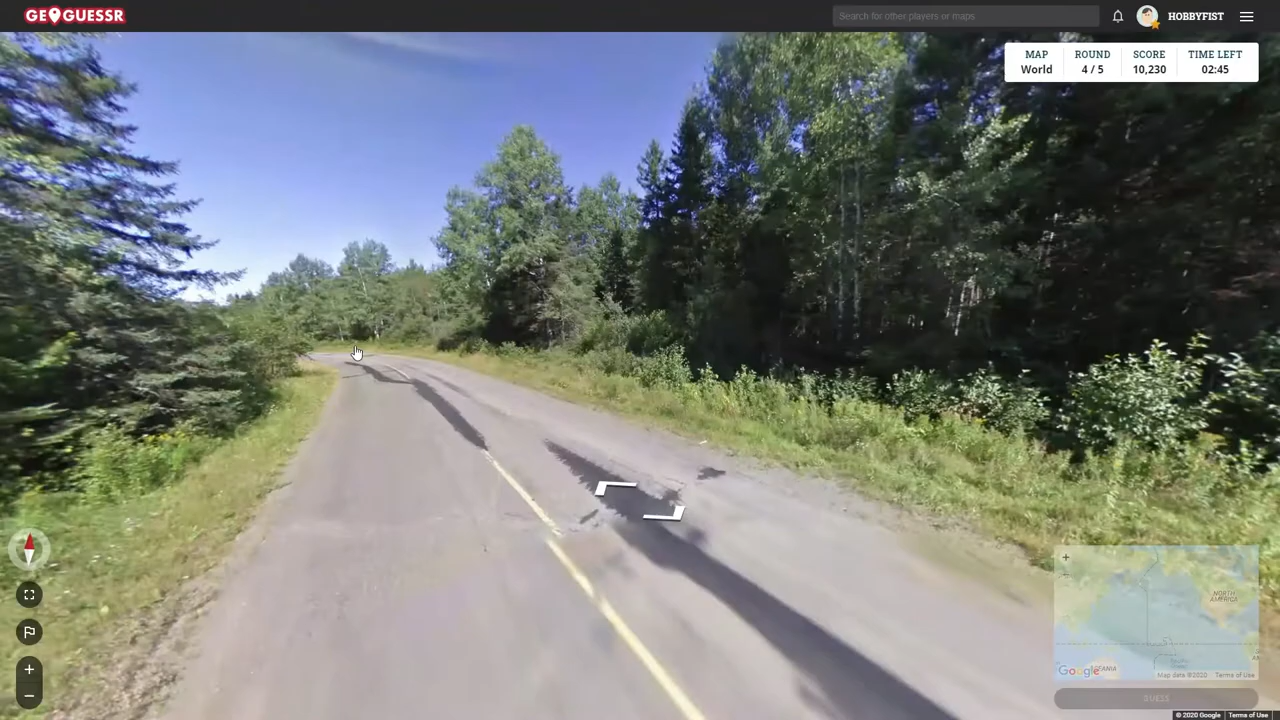 GEOGUESSR
Search for other players or maps
HOBBYFIST
MAP ROUND SCORE TIME LEFT
World 4 / 5 10,230 02:45
NORTH
AMERICA
Google
Map data ©2020 Terms of Use
GUESS
© 2020 Google Terms of Use